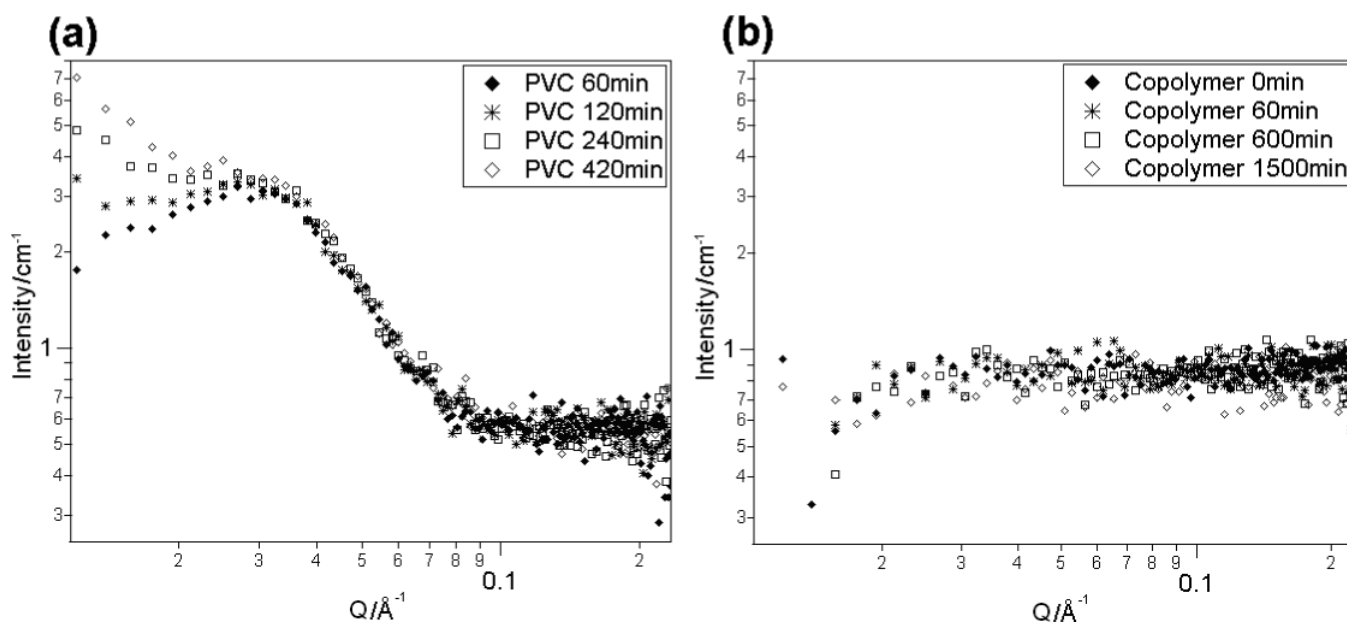 (a)
PVC 60min
PVC 120min
PVC 240min
PVC 420min
7
6
5
4
3
2
1
7
6
5
4
3
Intensity/cm⁻¹
2 3 4 5 6 7 8 9 0.1 2
Q/Å⁻¹
(b)
Copolymer 0min
Copolymer 60min
Copolymer 600min
Copolymer 1500min
7
6
5
4
3
2
1
7
6
5
4
3
Intensity/cm⁻¹
2 3 4 5 6 7 8 9 0.1 2
Q/Å⁻¹